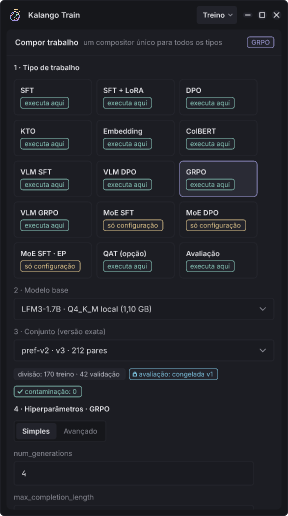 Kalango Train
Treino
Compor trabalho um compositor único para todos os tipos GRPO
1 · Tipo de trabalho
SFT SFT + LoRA DPO
executa aqui executa aqui executa aqui
KTO Embedding ColBERT
executa aqui executa aqui executa aqui
VLM SFT VLM DPO GRPO
executa aqui executa aqui executa aqui
VLM GRPO MoE SFT MoE DPO
executa aqui só configuração só configuração
MoE SFT · EP QAT (opção) Avaliação
só configuração executa aqui executa aqui
2 · Modelo base
LFM3-1.7B · Q4_K_M local (1,10 GB)
3 · Conjunto (versão exata)
pref-v2 · v3 · 212 pares
divisão: 170 treino · 42 validação avaliação: congelada v1
contaminação: 0
4 · Hiperparâmetros · GRPO
Simples Avançado
num_generations
4
max_completion_length